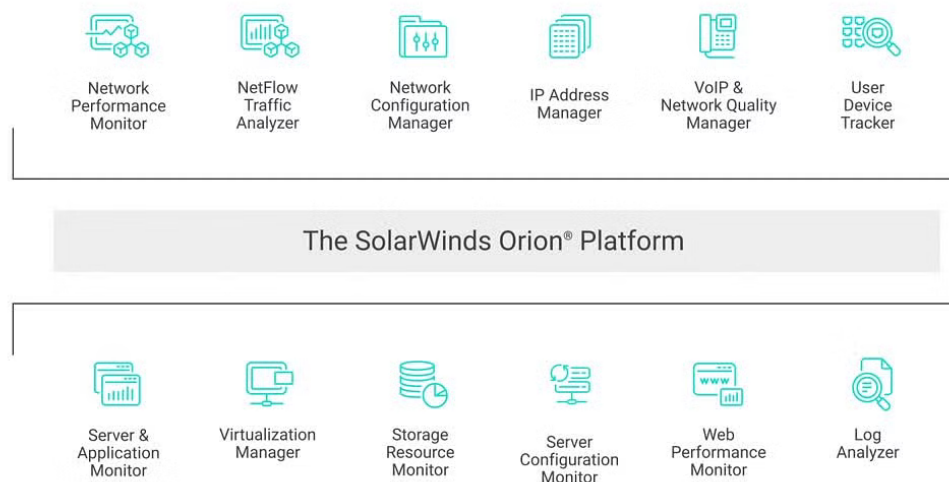 Network
Performance
Monitor
NetFlow
Traffic
Analyzer
Network
Configuration
Manager
IP Address
Manager
VoIP &
Network Quality
Manager
User
Device
Tracker
The SolarWinds Orion® Platform
Server &
Application
Monitor
Virtualization
Manager
Storage
Resource
Monitor
Server
Configuration
Monitor
www
Web
Performance
Monitor
Log
Analyzer